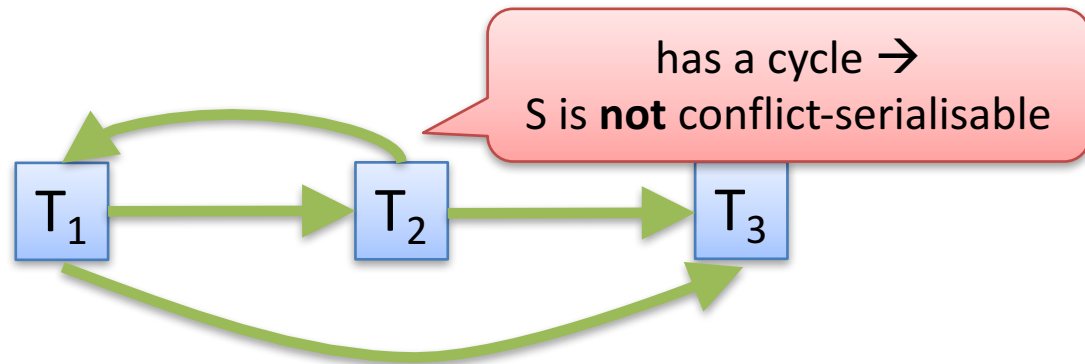 has a cycle →
S is not conflict-serialisable
T₁ T₂ T₃